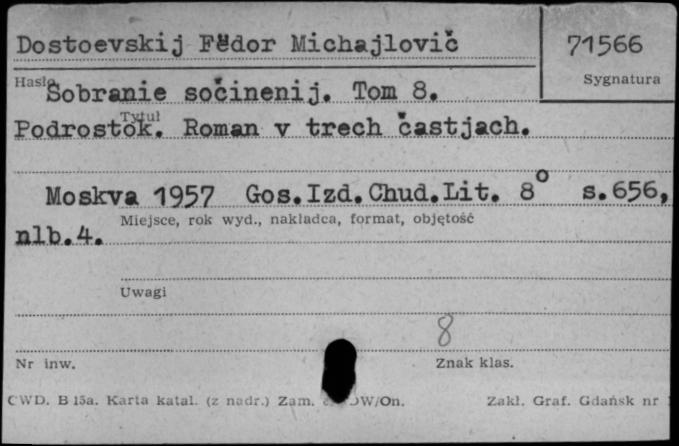 Dostoevskij Fëdor Michajlovič 71566
Hasło Sygnatura
Sobranie sočinenij. Tom 8.
Tytuł
Podrostok. Roman v trech častjach.
Moskva 1957 Gos.Izd.Chud.Lit. 8° s.656,
Miejsce, rok wyd., nakładca, format, objętość
nlb.4.
Uwagi
8
Nr inw. Znak klas.
CWD. B 15a. Karta katal. (z nadr.) Zam. OW/On. Zakł. Graf. Gdańsk nr